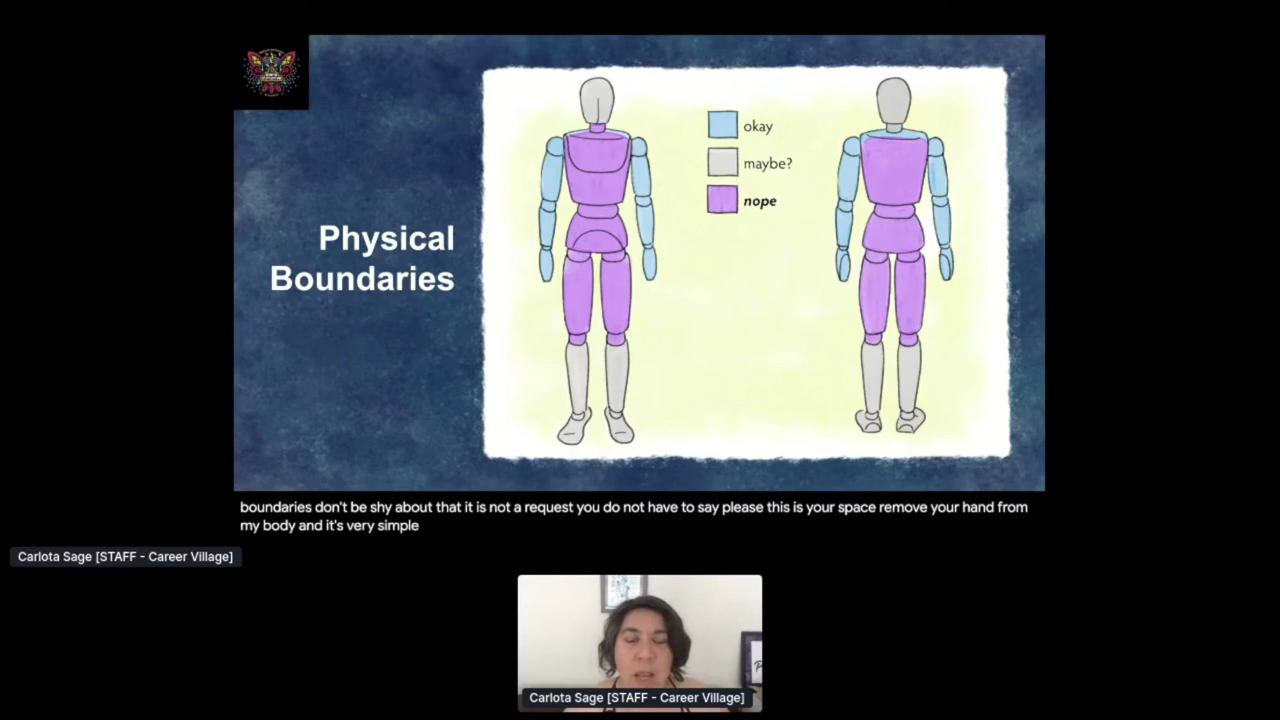 okay
maybe?
nope
Physical
Boundaries
boundaries don't be shy about that it is not a request you do not have to say please this is your space remove your hand from
my body and it's very simple
Carlota Sage [STAFF - Career Village]
Carlota Sage [STAFF - Career Village]